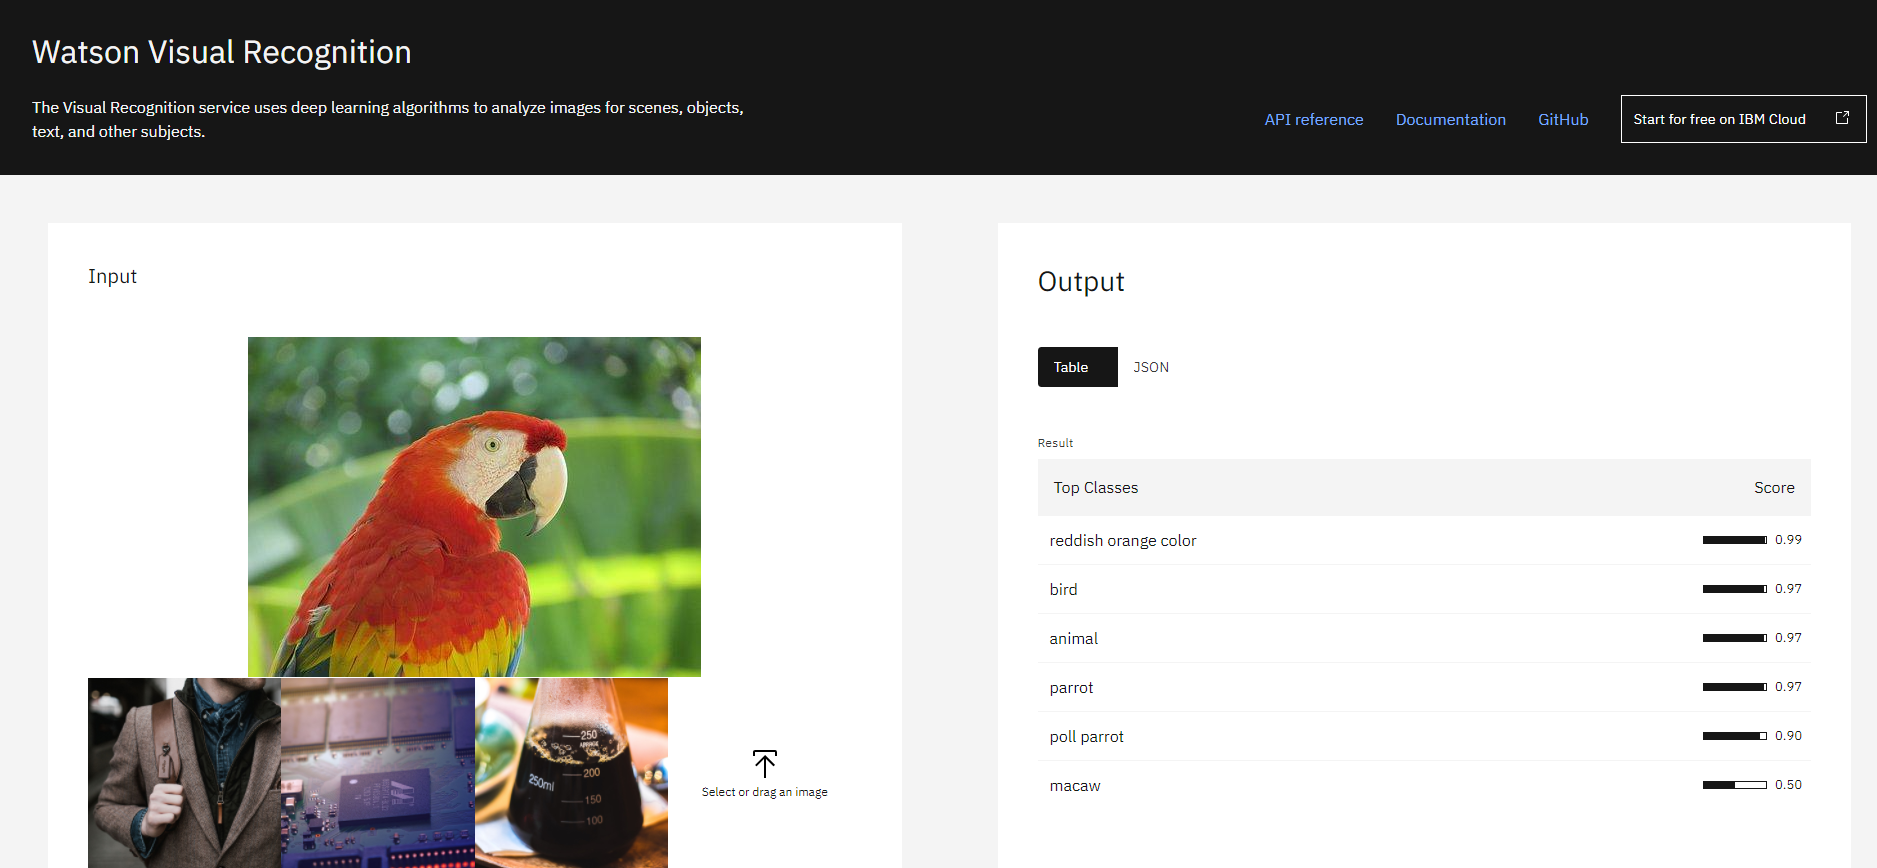 Watson Visual Recognition
The Visual Recognition service uses deep learning algorithms to analyze images for scenes, objects,
text, and other subjects.
API reference
Documentation
GitHub
Start for free on IBM Cloud
Input
250
APPROX
200
250ml
150
100
Select or drag an image
Output
Table
JSON
Result
Top Classes Score
reddish orange color 0.99
bird 0.97
animal 0.97
parrot 0.97
poll parrot 0.90
macaw 0.50